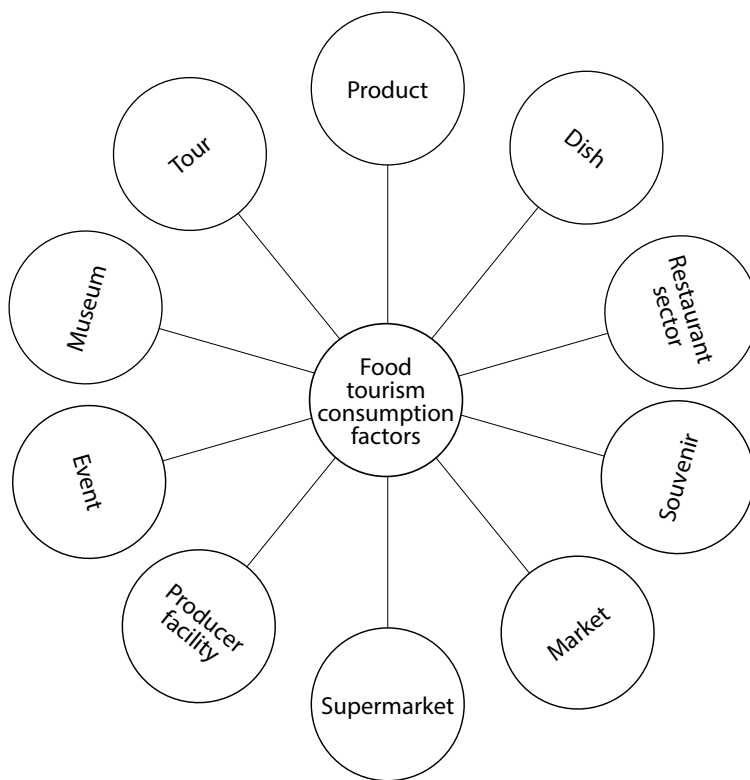 Product
Dish
Restaurant
sector
Souvenir
Market
Supermarket
Producer
facility
Event
Museum
Tour
Food
tourism
consumption
factors